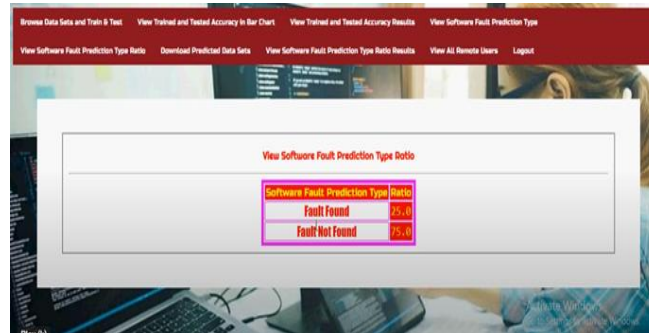 Browse Data Sets and Train & Test View Trained and Tested Accuracy in Bar Chart View Trained and Tested Accuracy Results View Software Fault Prediction Type
View Software Fault Prediction Type Ratio Download Predicted Data Sets View Software Fault Prediction Type Ratio Results View All Remote Users Logout
View Software Fault Prediction Type Ratio
Software Fault Prediction Type Ratio
Fault Found 25.0
Fault Not Found 75.0
Activate Windows